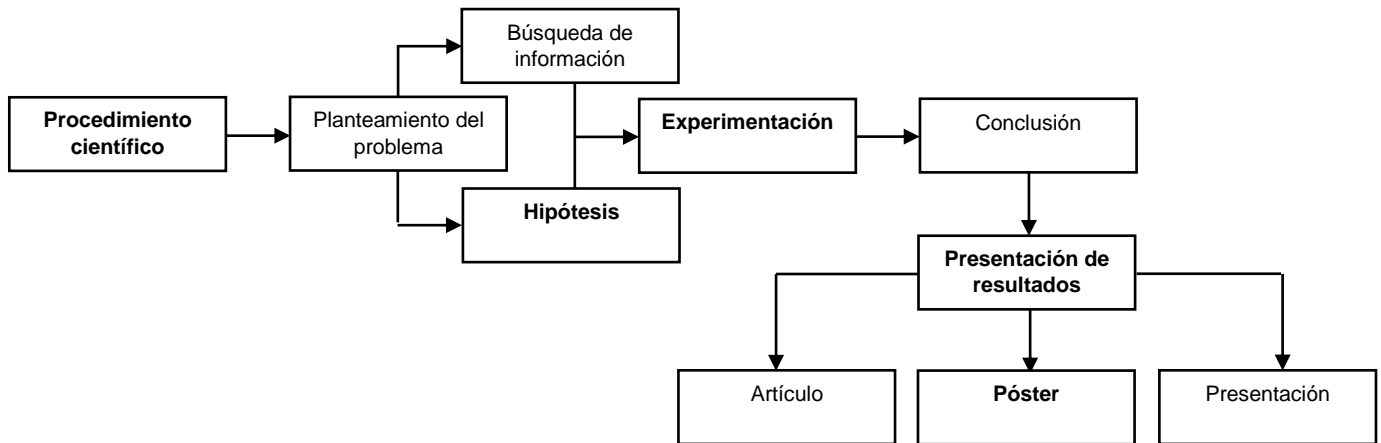 Búsqueda de
información
Procedimiento
científico
Planteamiento del
problema
Experimentación
Conclusión
Hipótesis
Presentación de
resultados
Artículo
Póster
Presentación